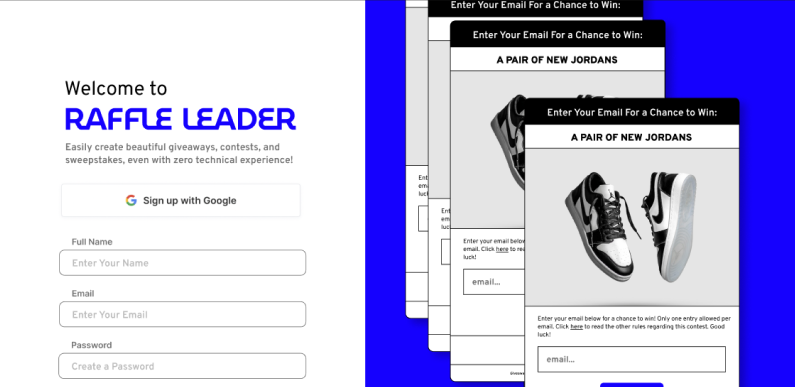 Welcome to
RAFFLE LEADER
Easily create beautiful giveaways, contests, and
sweepstakes, even with zero technical experience!
Sign up with Google
Full Name
Enter Your Name
Email
Enter Your Email
Password
Create a Password
Enter Your Email For a Chance to Win:
Enter Your Email For a Chance to Win:
A PAIR OF NEW JORDANS
Enter your email below
email. Click here to rea
luck!
email...
Enter Your Email For a Chance to Win:
A PAIR OF NEW JORDANS
Enter your email below for a chance to win! Only one entry allowed per
email. Click here to read the other rules regarding this contest. Good
luck!
email...